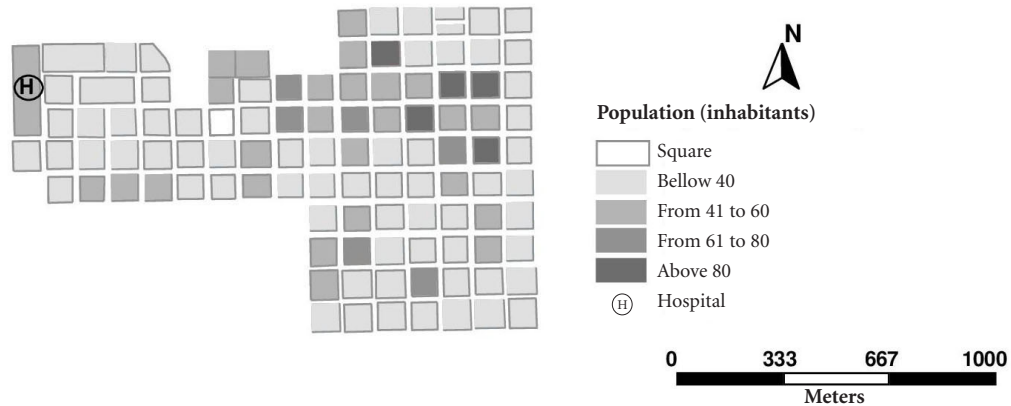 H
N
Population (inhabitants)
Square
Bellow 40
From 41 to 60
From 61 to 80
Above 80
H Hospital
0 333 667 1000
Meters